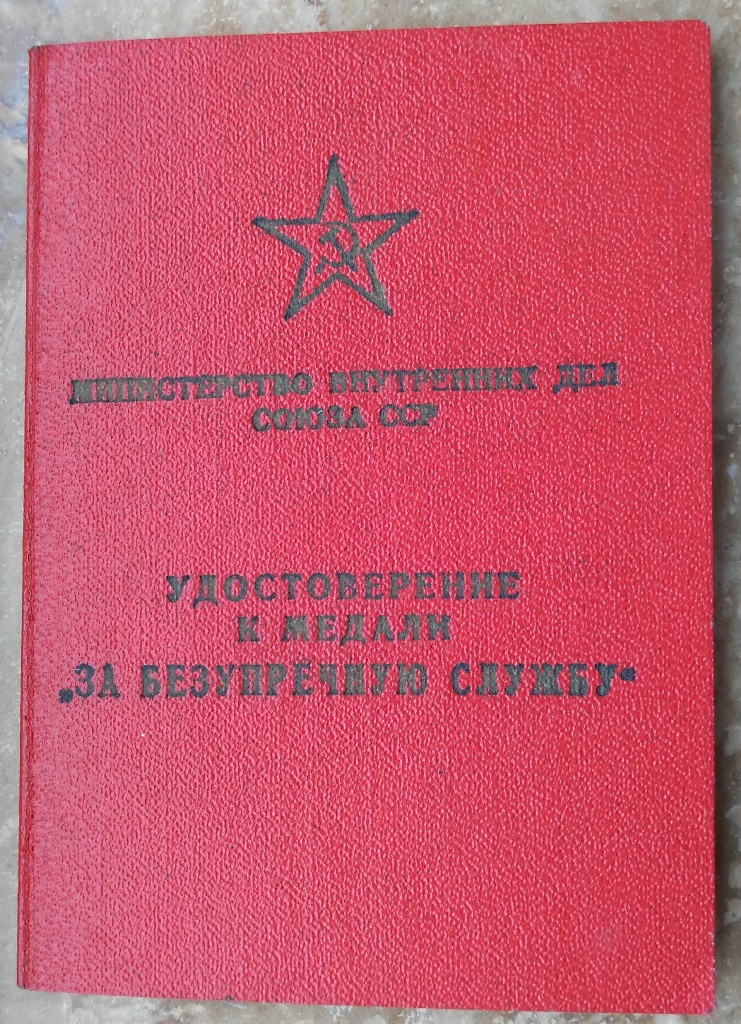 МИНИСТЕРСТВО ВНУТРЕННИХ ДЕЛ
СОЮЗА ССР
УДОСТОВЕРЕНИЕ
К МЕДАЛИ
„ЗА БЕЗУПРЕЧНУЮ СЛУЖБУ“